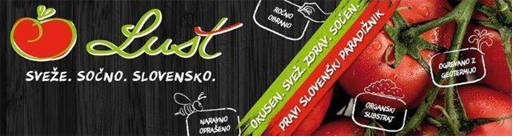 Lušt
SVEŽE. SOČNO. SLOVENSKO.
NARAVNO
OPRAŠENO
ROČNO
OBRANO
OKUSEN. SVEŽ. ZDRAV. SOČEN.
PRAVI SLOVENSKI PARADIŽNIK
ORGANSKI
SUBSTRAT
OGREVANO Z
GEOTERMIJO